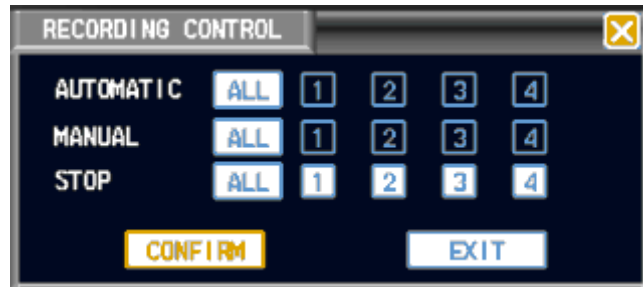 RECORDING CONTROL X
AUTOMATIC ALL 1 2 3 4
MANUAL ALL 1 2 3 4
STOP ALL 1 2 3 4
CONFIRM EXIT